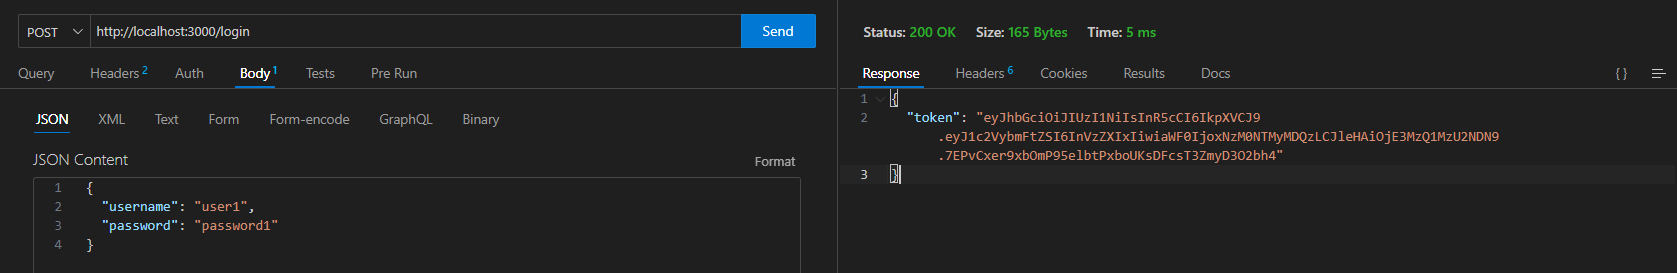 POST
http://localhost:3000/login
Send
Query Headers 2 Auth Body 1 Tests Pre Run
JSON XML Text Form Form-encode GraphQL Binary
JSON Content
Format
1 {
2 "username": "user1",
3 "password": "password1"
4 }
Status: 200 OK Size: 165 Bytes Time: 5 ms
Response Headers 6 Cookies Results Docs { }
1 {
2 "token": "eyJhbGciOiJIUzI1NiIsInR5cCI6IkpXVCJ9
.eyJ1c2VybmFtZSI6InVzZXIxIiwiaWF0IjoxNzM0NTMyMDQzLCJleHAiOjE3MzQ1MzU2NDN9
.7EPvCxer9xbOmP95elbtPxboUKsDFcsT3ZmyD3O2bh4"
3 }